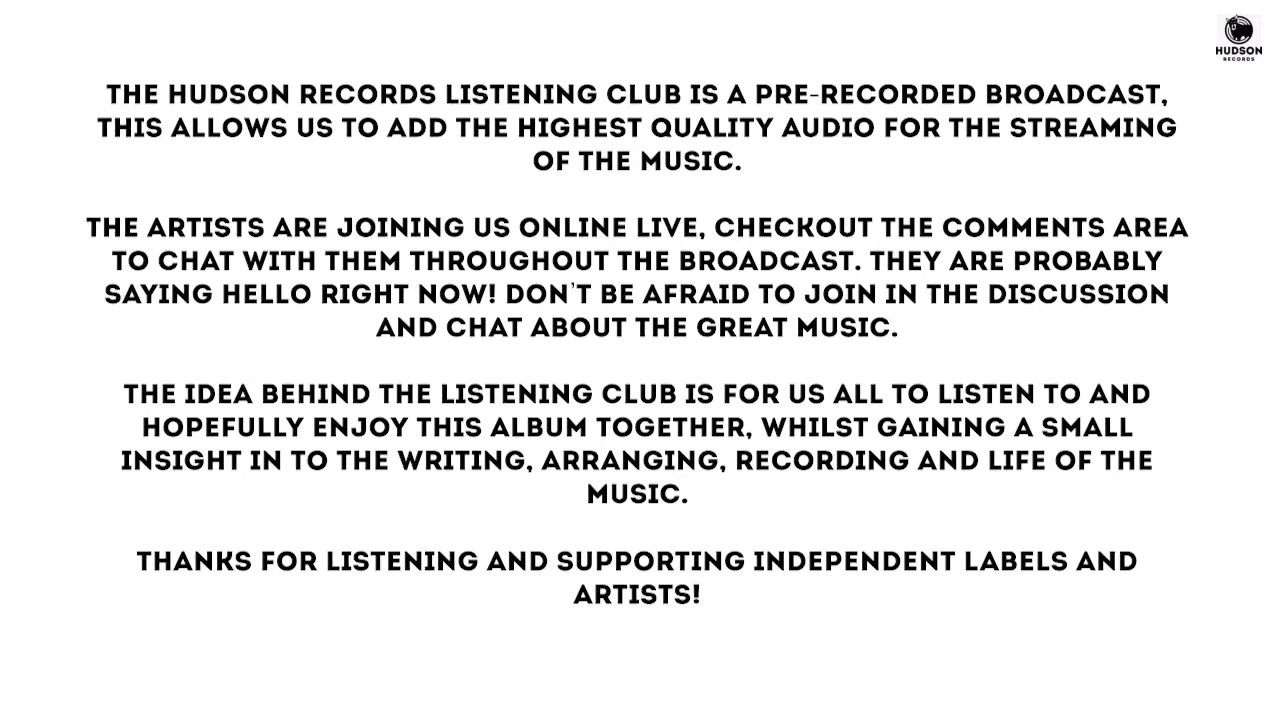 HUDSON
RECORDS
THE HUDSON RECORDS LISTENING CLUB IS A PRE-RECORDED BROADCAST,
THIS ALLOWS US TO ADD THE HIGHEST QUALITY AUDIO FOR THE STREAMING
OF THE MUSIC.
THE ARTISTS ARE JOINING US ONLINE LIVE, CHECKOUT THE COMMENTS AREA
TO CHAT WITH THEM THROUGHOUT THE BROADCAST. THEY ARE PROBABLY
SAYING HELLO RIGHT NOW! DON'T BE AFRAID TO JOIN IN THE DISCUSSION
AND CHAT ABOUT THE GREAT MUSIC.
THE IDEA BEHIND THE LISTENING CLUB IS FOR US ALL TO LISTEN TO AND
HOPEFULLY ENJOY THIS ALBUM TOGETHER, WHILST GAINING A SMALL
INSIGHT IN TO THE WRITING, ARRANGING, RECORDING AND LIFE OF THE
MUSIC.
THANKS FOR LISTENING AND SUPPORTING INDEPENDENT LABELS AND
ARTISTS!